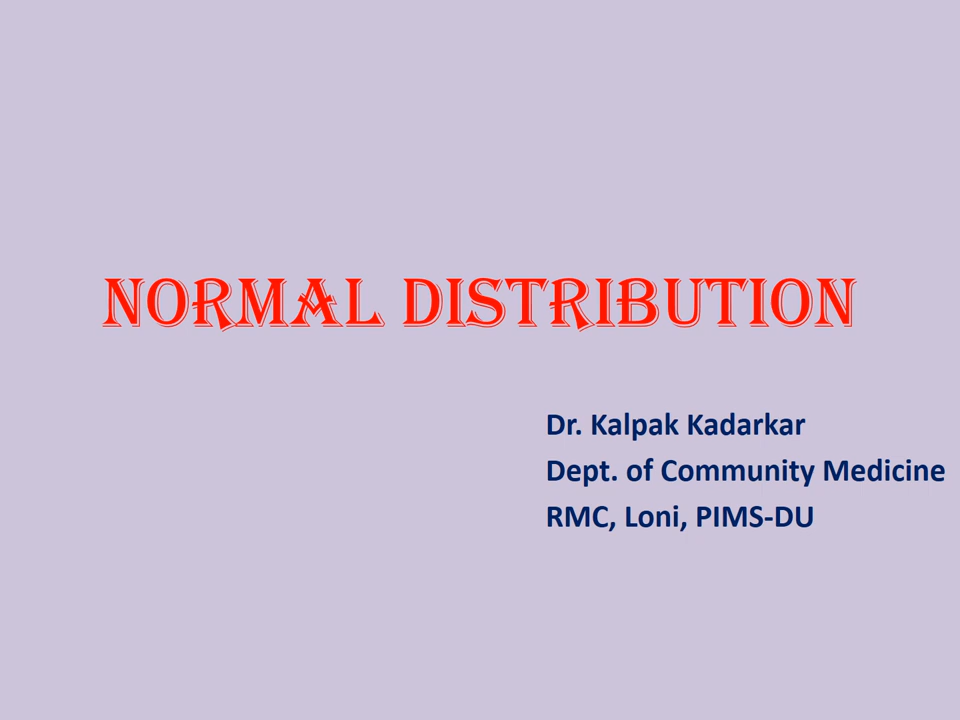 NORMAL DISTRIBUTION
Dr. Kalpak Kadarkar
Dept. of Community Medicine
RMC, Loni, PIMS-DU